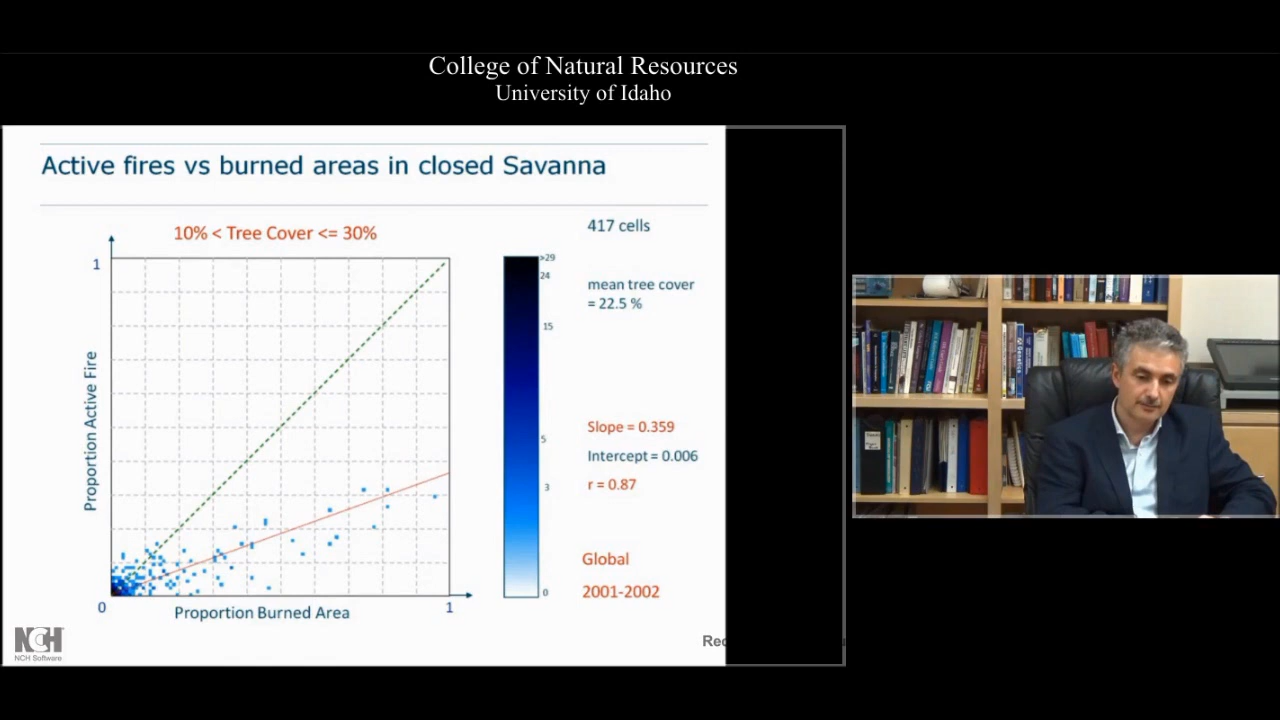 College of Natural Resources
University of Idaho
Active fires vs burned areas in closed Savanna
10% < Tree Cover <= 30%
417 cells
mean tree cover
= 22.5 %
Slope = 0.359
Intercept = 0.006
r = 0.87
Global
2001-2002
>29
24
15
5
3
0
1
Proportion Active Fire
0
Proportion Burned Area
1
NCH
NCH Software
Genetics